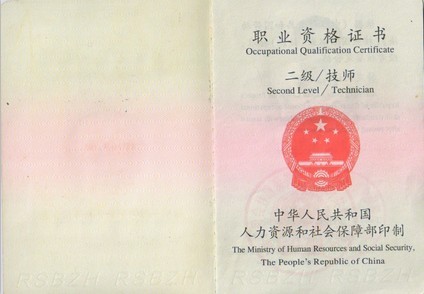 职业资格证书
Occupational Qualification Certificate
二级/技师
Second Level / Technician
中华人民共和国
人力资源和社会保障部印制
The Ministry of Human Resources and Social Security,
The People's Republic of China
RSBZH RSBZH